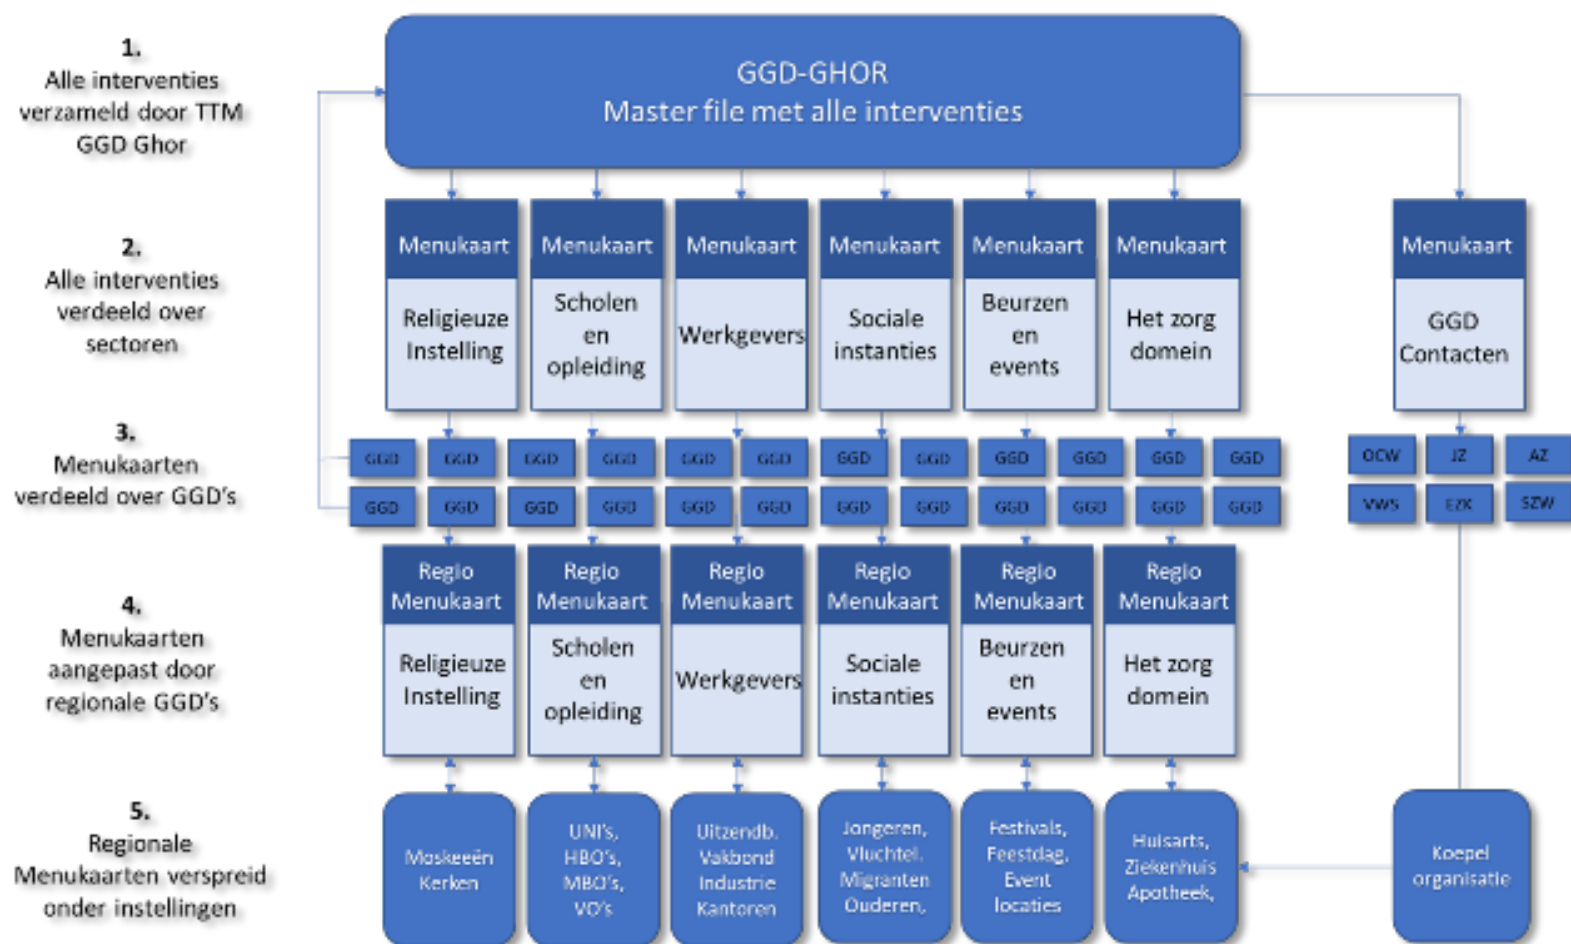 1.
Alle interventies
verzameld door TTM
GGD Ghor
GGD-GHOR
Master file met alle interventies
2.
Alle interventies
verdeeld over
sectoren
Menukaart
Religieuze
Instelling
Menukaart
Scholen
en
opleiding
Menukaart
Werkgevers
Menukaart
Sociale
instanties
Menukaart
Beurzen
en
events
Menukaart
Het zorg
domein
Menukaart
GGD
Contacten
3.
Menukaarten
verdeeld over GGD's
GGD GGD GGD GGD GGD GGD GGD GGD GGD GGD GGD GGD
GGD GGD GGD GGD GGD GGD GGD GGD GGD GGD GGD GGD
OCW JZ AZ
VWS EZK SZW
4.
Menukaarten
aangepast door
regionale GGD's
Regio
Menukaart
Religieuze
Instelling
Regio
Menukaart
Scholen
en
opleiding
Regio
Menukaart
Werkgevers
Regio
Menukaart
Sociale
instanties
Regio
Menukaart
Beurzen
en
events
Regio
Menukaart
Het zorg
domein
5.
Regionale
Menukaarten verspreid
onder instellingen
Moskeeën
Kerken
UNI's,
HBO's,
MBO's,
VO's
Uitzendb.
Vakbond
Industrie
Kantoren
Jongeren,
Vluchtel.
Migranten
Ouderen,
Festivals,
Feestdag,
Event
locaties
Huisarts,
Ziekenhuis
Apotheek,
Koepel
organisatie